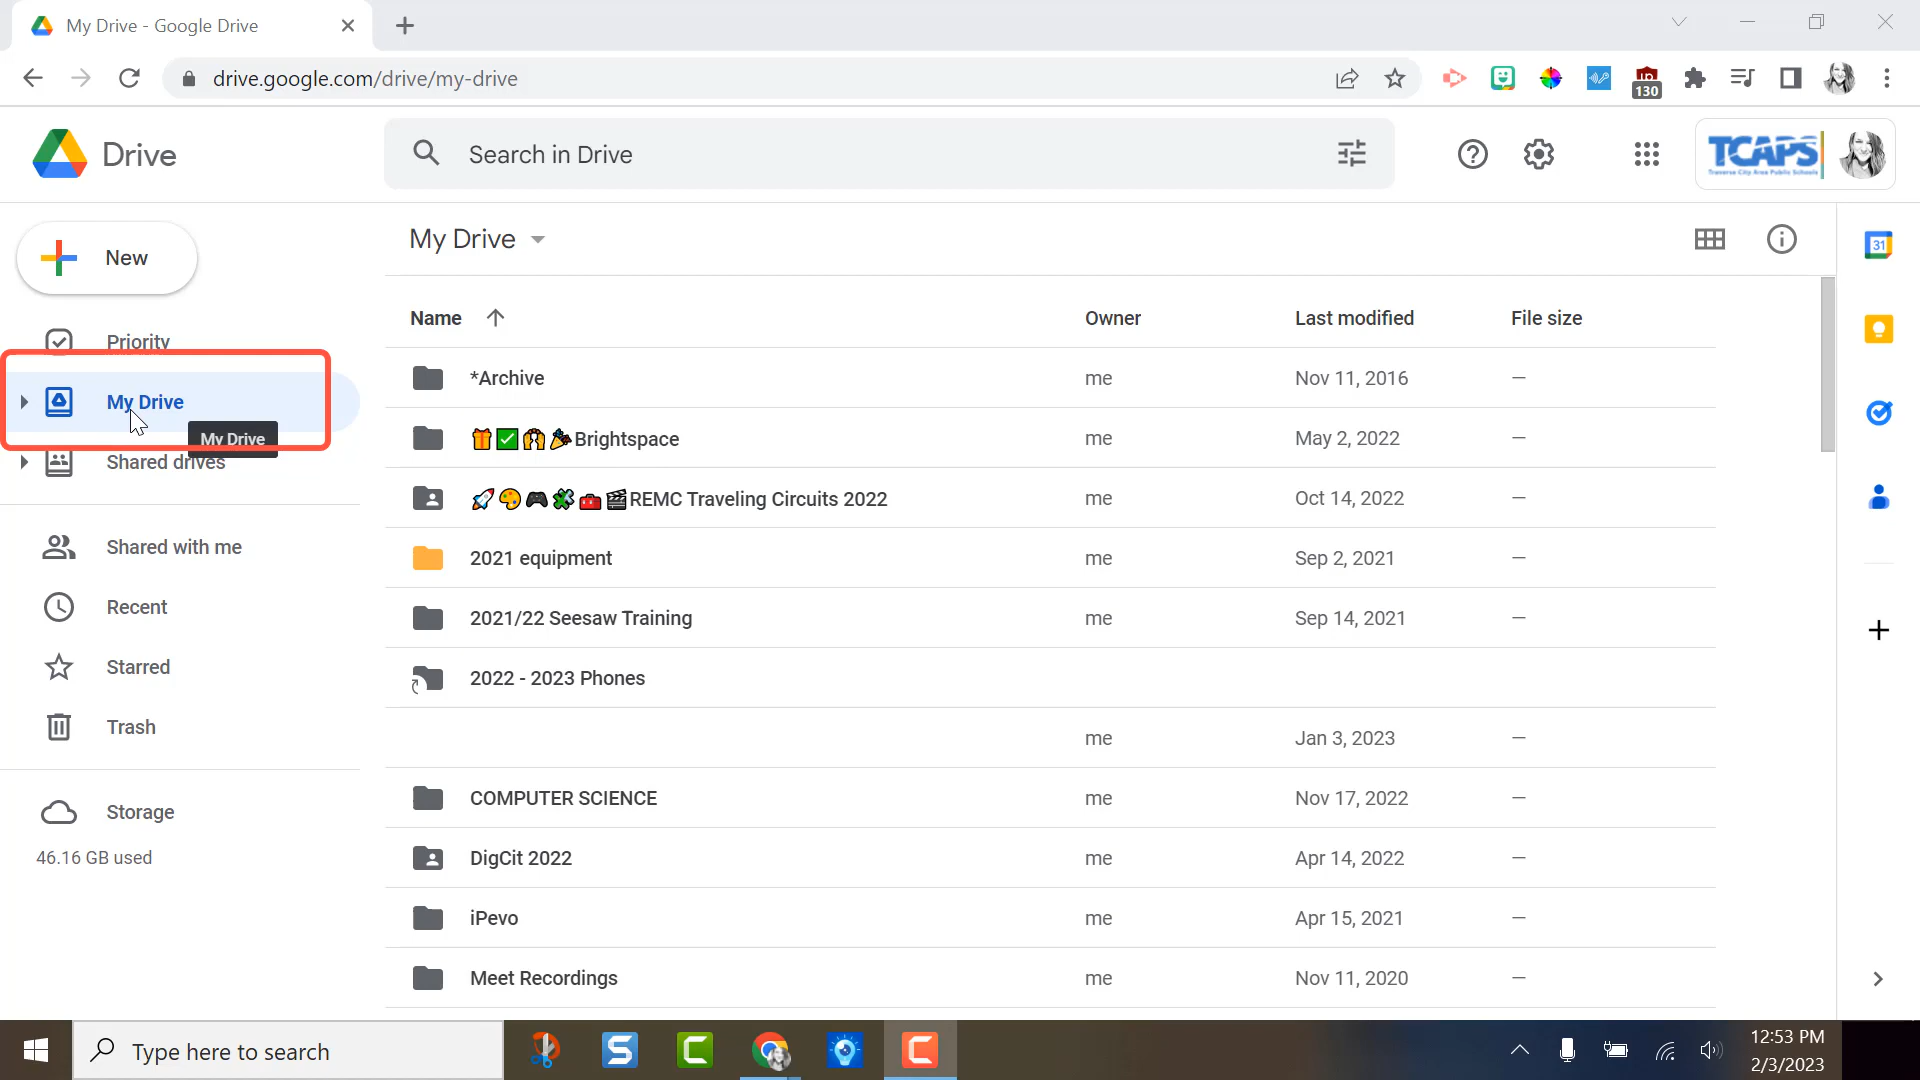 My Drive - Google Drive
drive.google.com/drive/my-drive
130
Drive
Search in Drive
TCAPS
Traverse City Area Public Schools
New
My Drive
31
Name Owner Last modified File size
Priority
My Drive
My Drive
Shared drives
Shared with me
Recent
Starred
Trash
Storage
46.16 GB used
*Archive me Nov 11, 2016 —
🎁✅🙌🎉Brightspace me May 2, 2022 —
🚀🎨🎮🧩🧰🎬REMC Traveling Circuits 2022 me Oct 14, 2022 —
2021 equipment me Sep 2, 2021 —
2021/22 Seesaw Training me Sep 14, 2021 —
2022 - 2023 Phones
me Jan 3, 2023 —
COMPUTER SCIENCE me Nov 17, 2022 —
DigCit 2022 me Apr 14, 2022 —
iPevo me Apr 15, 2021 —
Meet Recordings me Nov 11, 2020 —
Type here to search
S
12:53 PM
2/3/2023